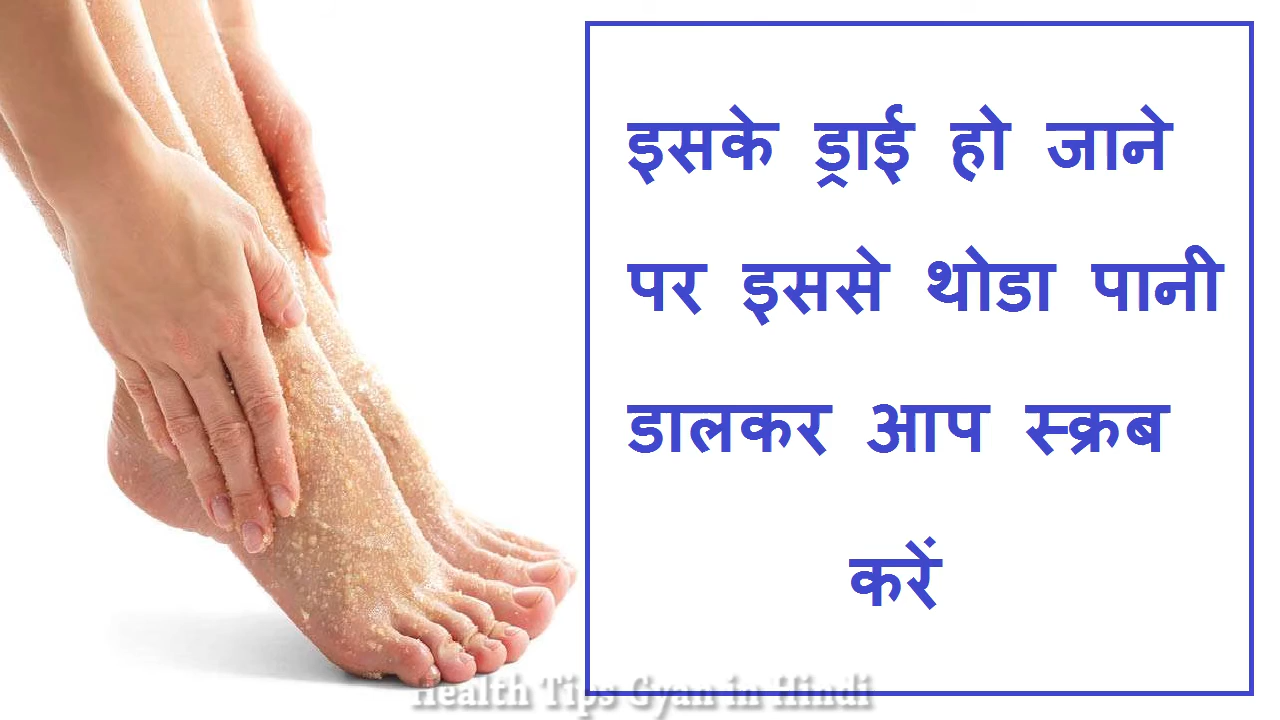 इसके ड्राई हो जाने
पर इससे थोडा पानी
डालकर आप स्क्रब
करें
Health Tips Gyan in Hindi